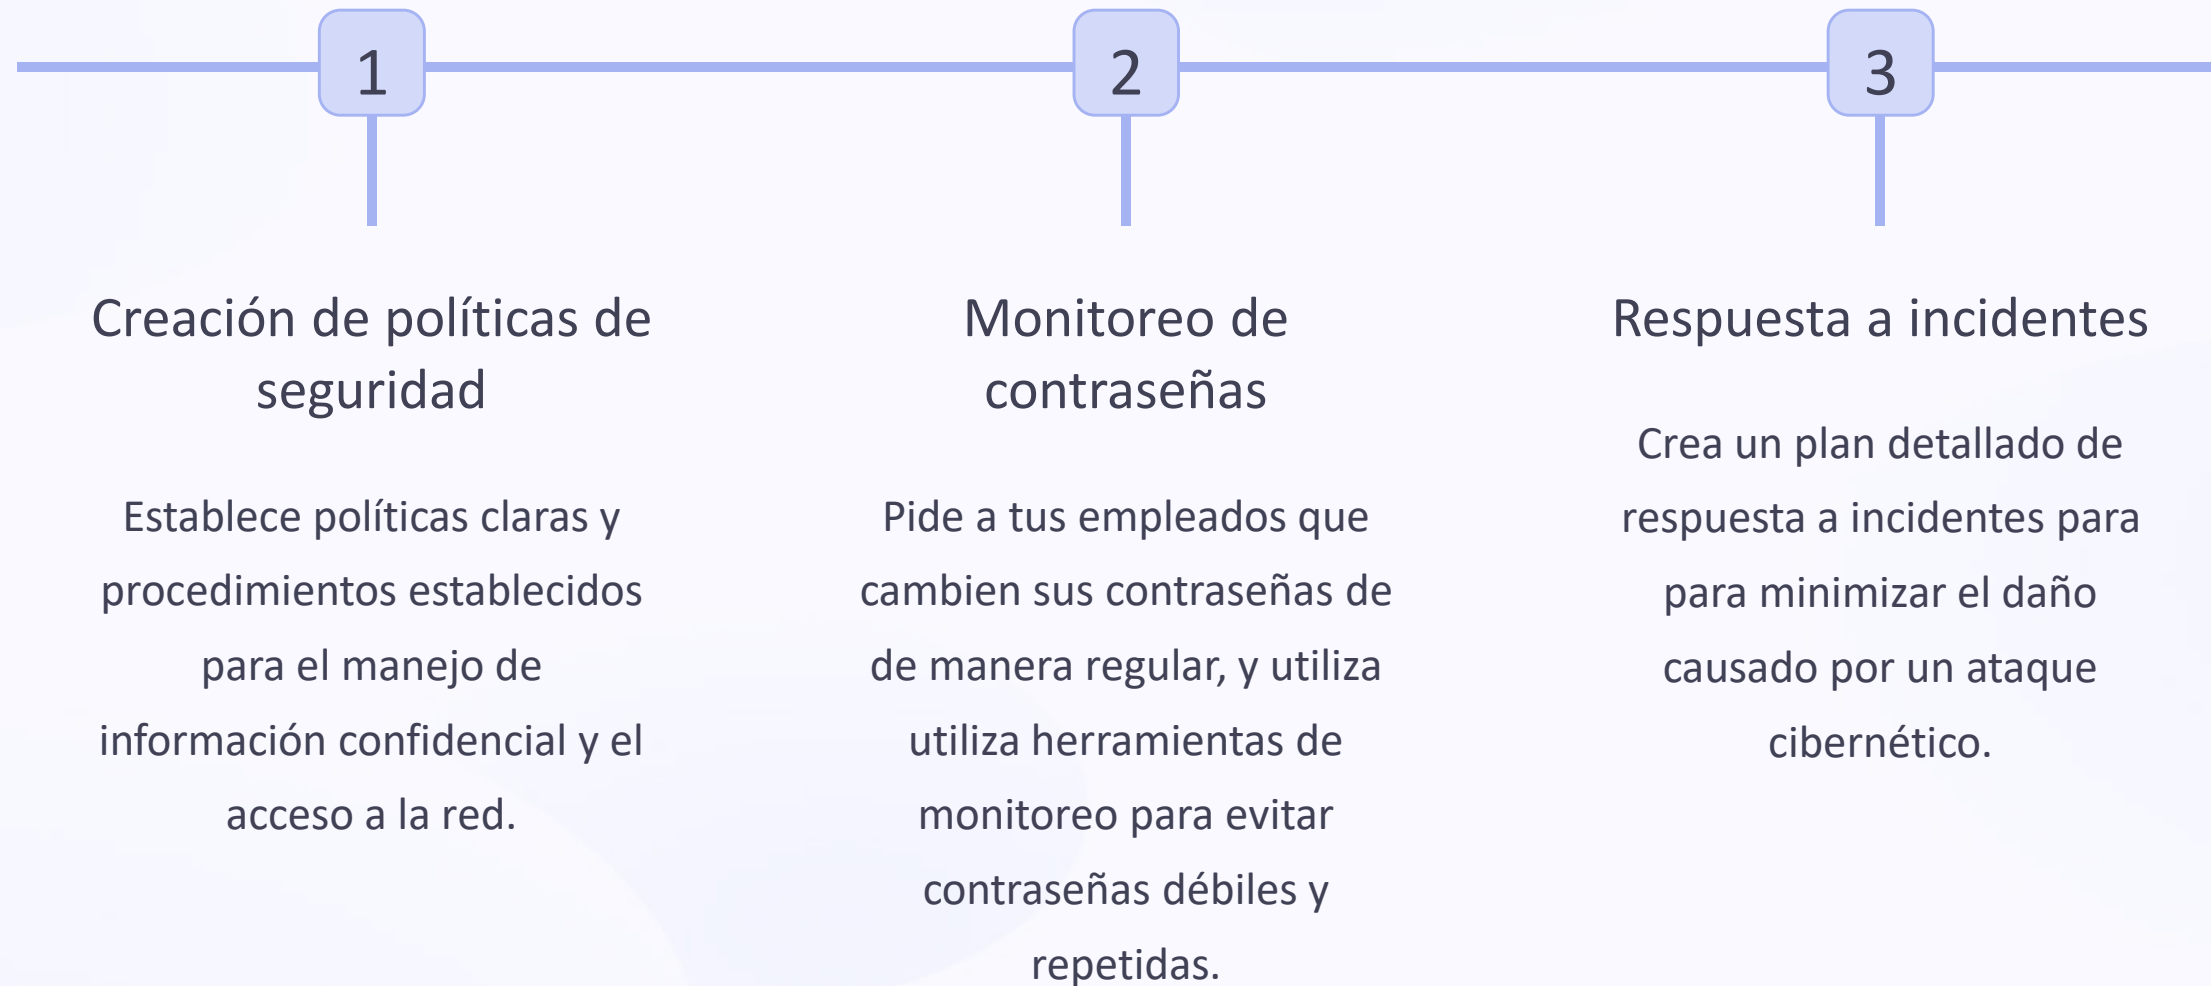 1
Creación de políticas de
seguridad
Establece políticas claras y
procedimientos establecidos
para el manejo de
información confidencial y el
acceso a la red.
2
Monitoreo de
contraseñas
Pide a tus empleados que
cambien sus contraseñas de
de manera regular, y utiliza
utiliza herramientas de
monitoreo para evitar
contraseñas débiles y
repetidas.
3
Respuesta a incidentes
Crea un plan detallado de
respuesta a incidentes para
para minimizar el daño
causado por un ataque
cibernético.